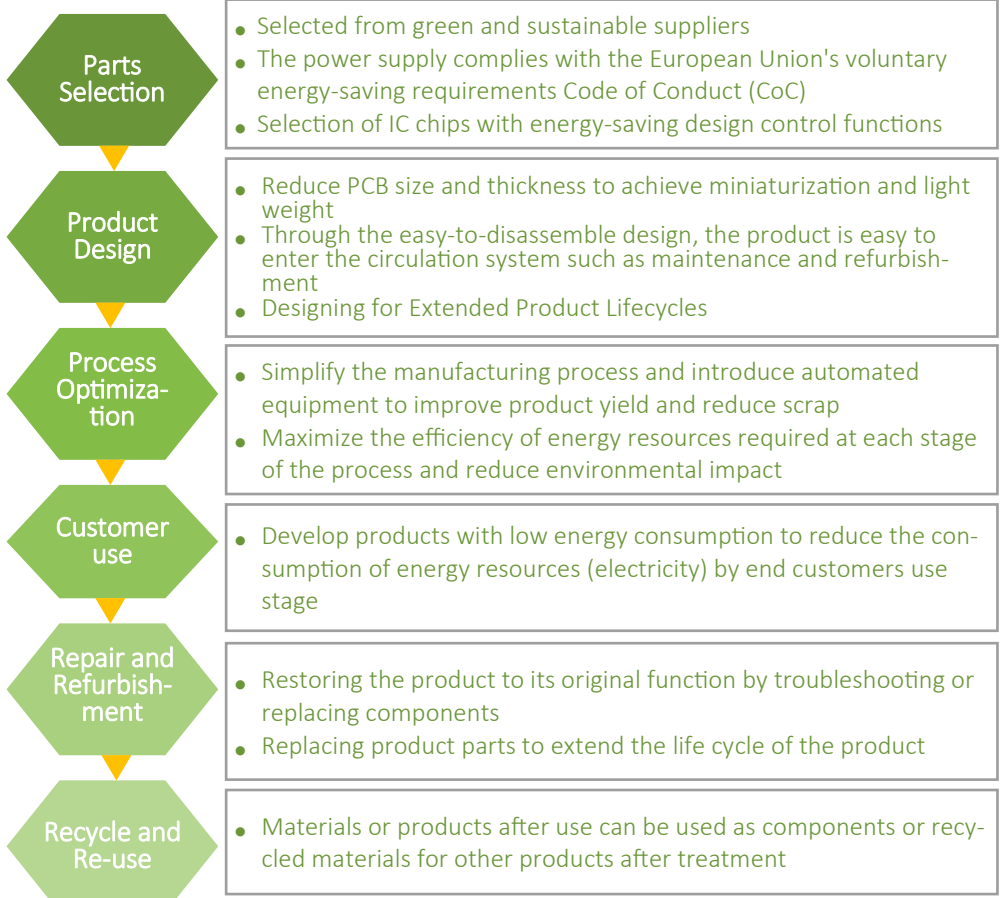 Parts
Selection
• Selected from green and sustainable suppliers
• The power supply complies with the European Union's voluntary
energy-saving requirements Code of Conduct (CoC)
• Selection of IC chips with energy-saving design control functions
Product
Design
• Reduce PCB size and thickness to achieve miniaturization and light
weight
• Through the easy-to-disassemble design, the product is easy to
enter the circulation system such as maintenance and refurbish-
ment
• Designing for Extended Product Lifecycles
Process
Optimiza-
tion
• Simplify the manufacturing process and introduce automated
equipment to improve product yield and reduce scrap
• Maximize the efficiency of energy resources required at each stage
of the process and reduce environmental impact
Customer
use
• Develop products with low energy consumption to reduce the con-
sumption of energy resources (electricity) by end customers use
stage
Repair and
Refurbish-
ment
• Restoring the product to its original function by troubleshooting or
replacing components
• Replacing product parts to extend the life cycle of the product
Recycle and
Re-use
• Materials or products after use can be used as components or recy-
cled materials for other products after treatment